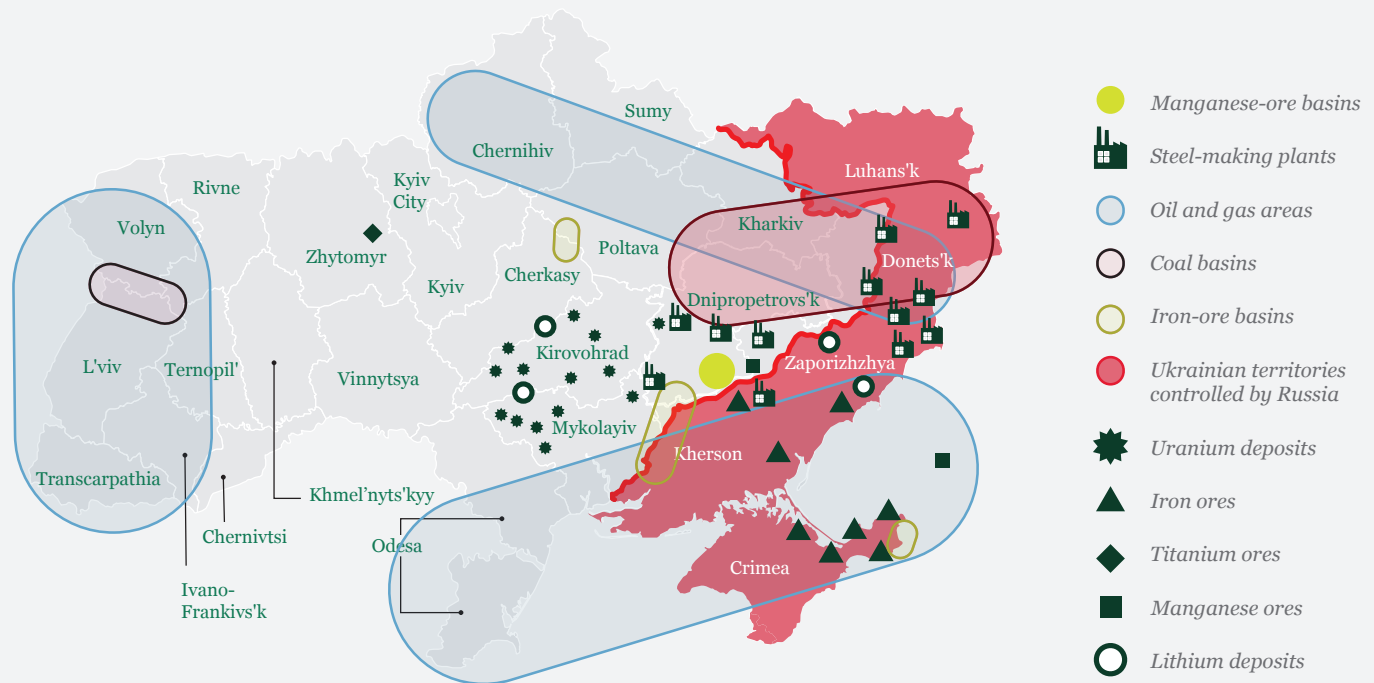 Sumy
Chernihiv
Luhans'k
Kyiv
City
Rivne
Volyn
Kharkiv
Poltava
Zhytomyr
Donets'k
Cherkasy
Kyiv
Dnipropetrovs'k
Kirovohrad
Zaporizhzhya
L'viv
Ternopil'
Vinnytsya
Mykolayiv
Kherson
Transcarpathia
Khmel’nyts'kyy
Chernivtsi
Odesa
Crimea
Ivano-
Frankivs'k
Manganese-ore basins
Steel-making plants
Oil and gas areas
Coal basins
Iron-ore basins
Ukrainian territories
controlled by Russia
Uranium deposits
Iron ores
Titanium ores
Manganese ores
Lithium deposits